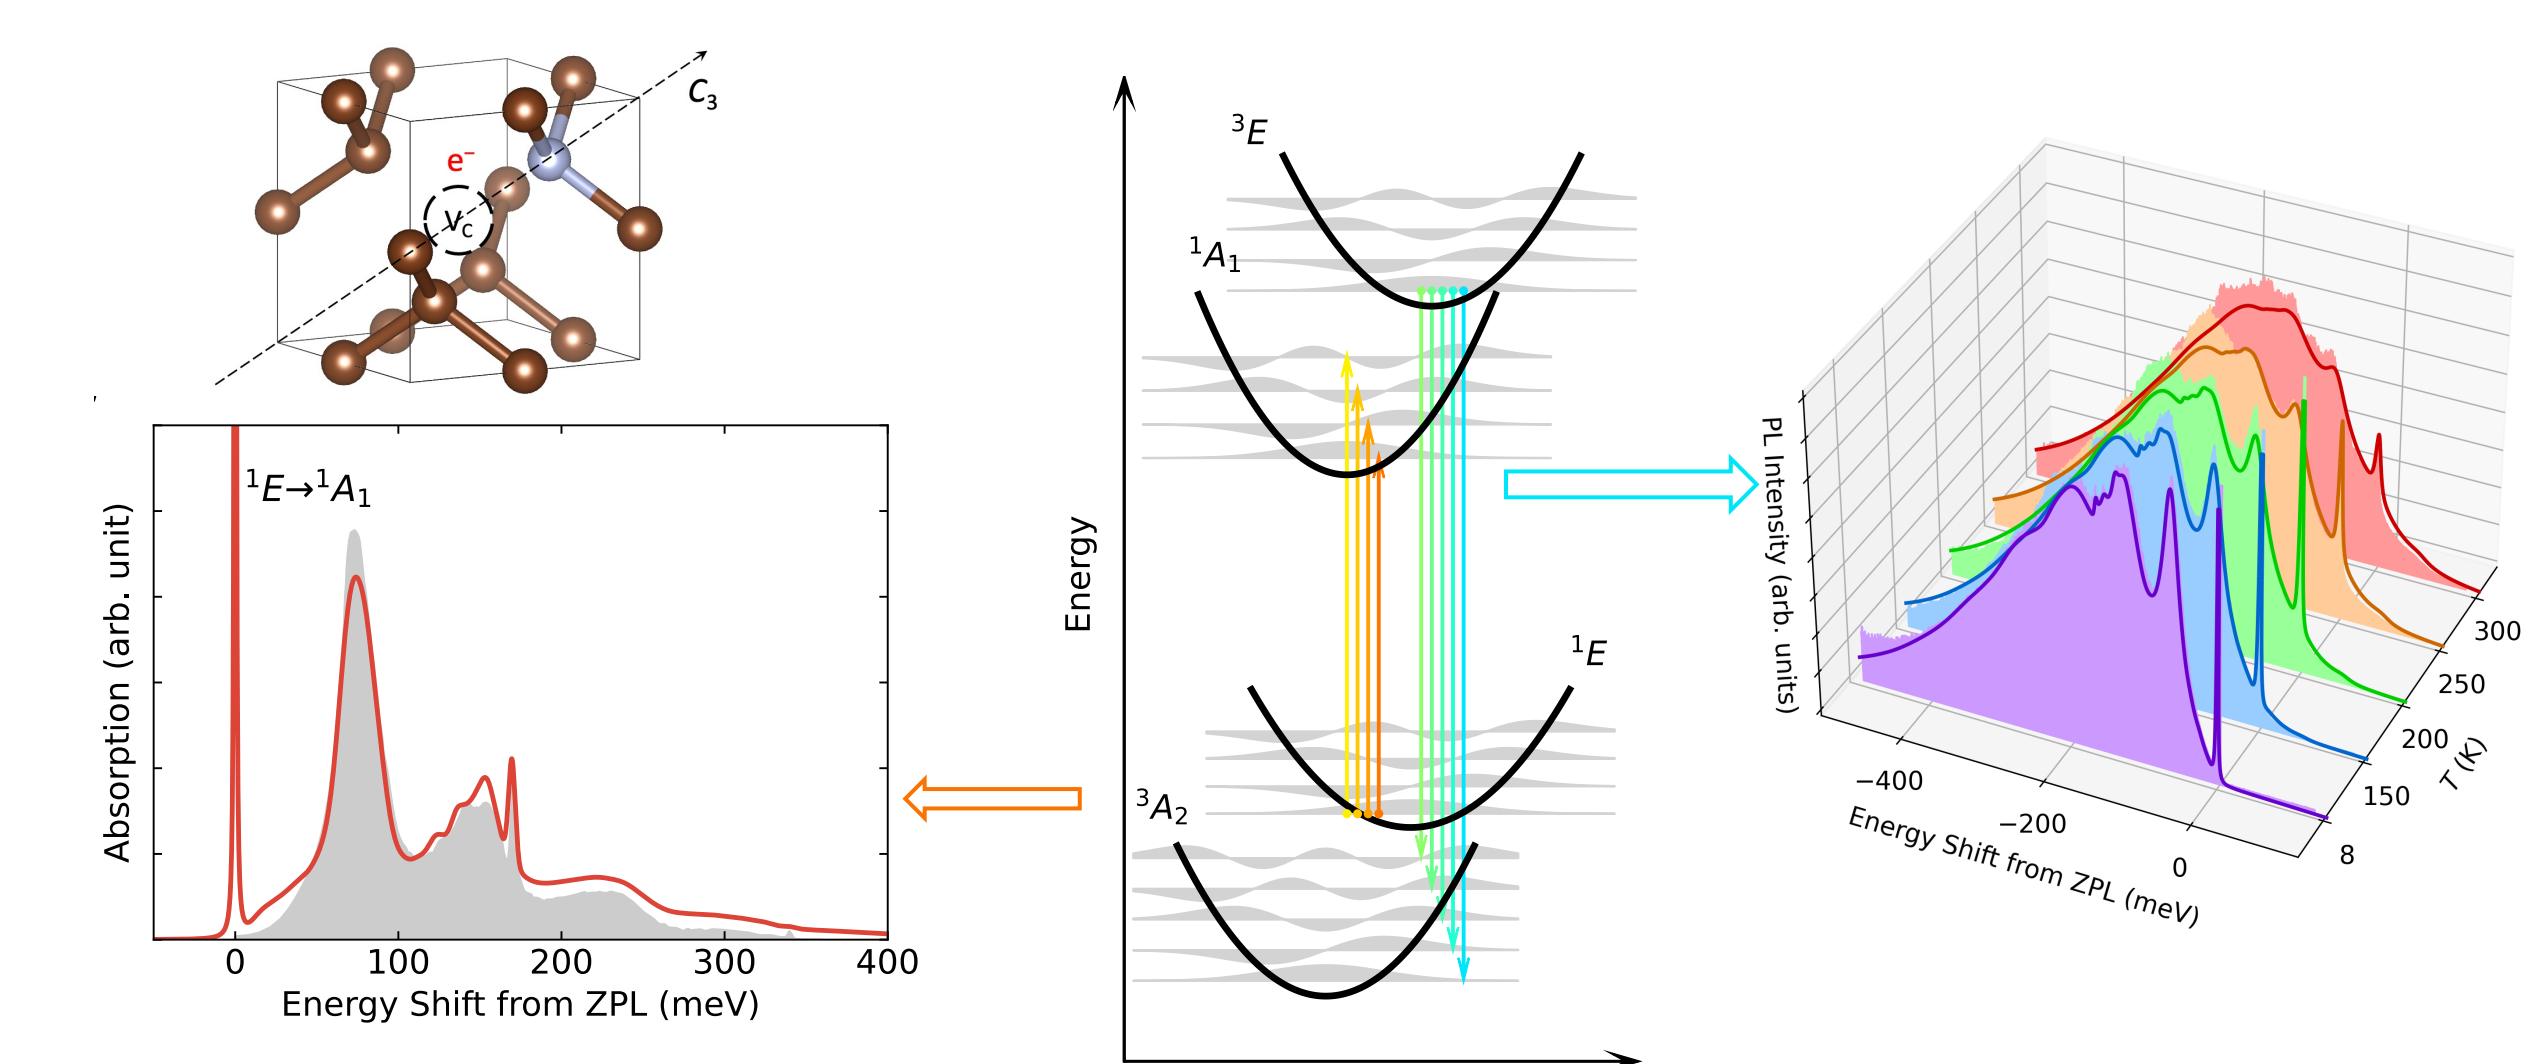 C₃
e⁻
V꜀
¹E→¹A₁
Absorption (arb. unit)
0 100 200 300 400
Energy Shift from ZPL (meV)
Energy
³E
¹A₁
¹E
³A₂
PL Intensity (arb. units)
−400
−200
0
Energy Shift from ZPL (meV)
8
150
200
250
300
T (K)